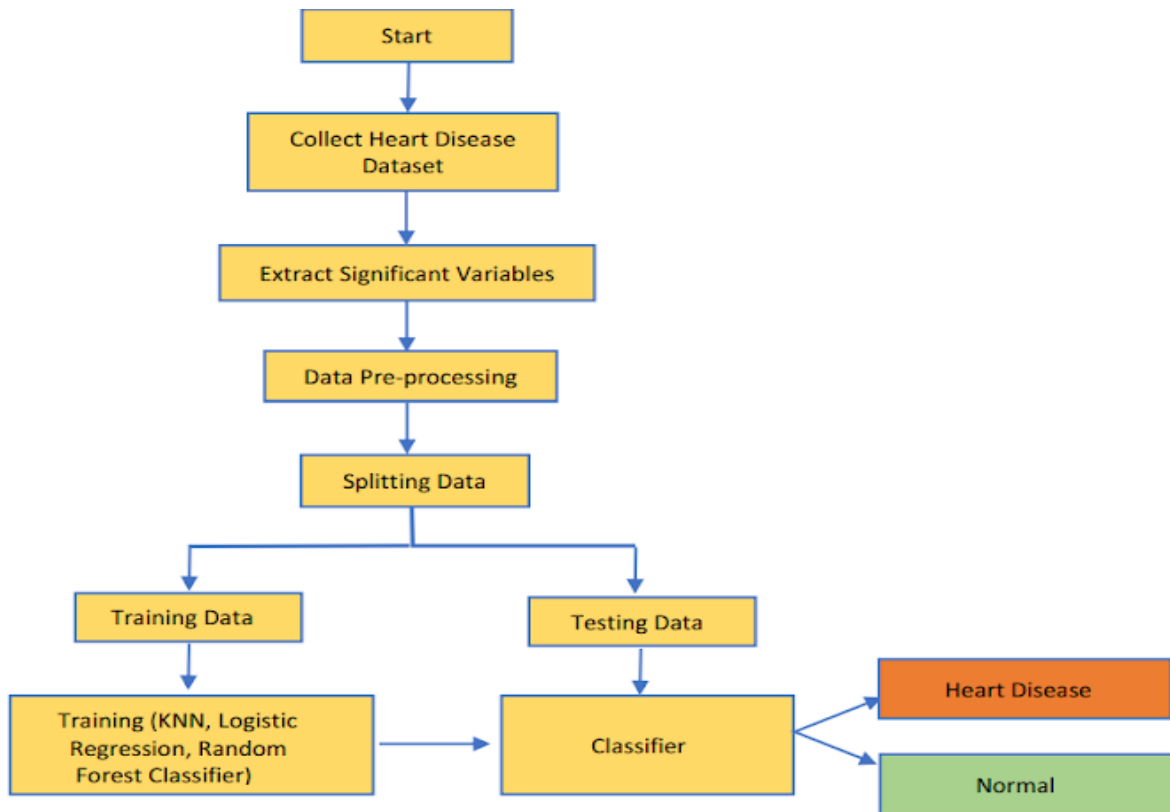 Start
Collect Heart Disease
Dataset
Extract Significant Variables
Data Pre-processing
Splitting Data
Training Data
Testing Data
Training (KNN, Logistic
Regression, Random
Forest Classifier)
Classifier
Heart Disease
Normal